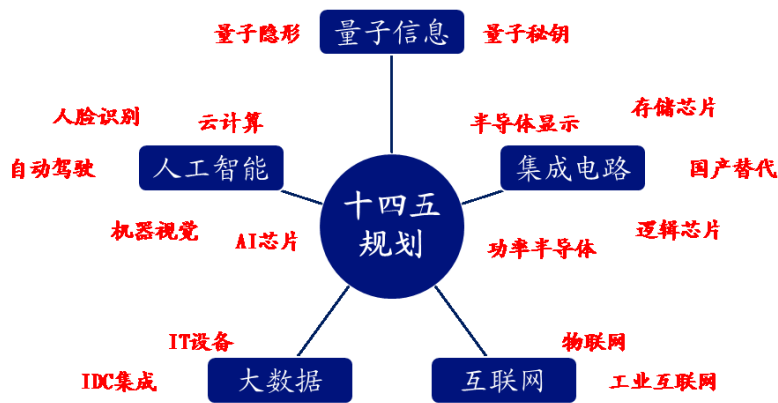 量子隐形
量子信息
量子秘钥
人脸识别
云计算
半导体显示
存储芯片
自动驾驶
人工智能
集成电路
国产替代
十四五
规划
机器视觉
AI芯片
功率半导体
逻辑芯片
IT设备
物联网
IDC集成
大数据
互联网
工业互联网